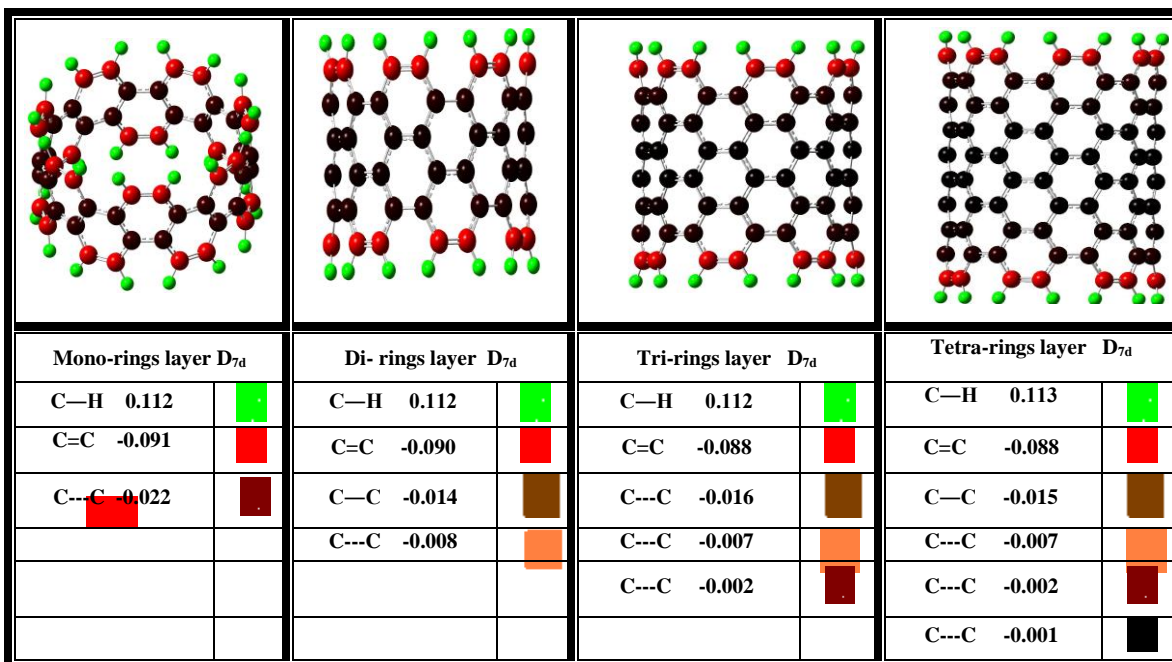 Mono-rings layer D7d
Di- rings layer D7d
Tri-rings layer D7d
Tetra-rings layer D7d
C—H 0.112
C—H 0.112
C—H 0.112
C—H 0.113
C=C -0.091
C=C -0.090
C=C -0.088
C=C -0.088
C---C -0.022
C—C -0.014
C---C -0.016
C—C -0.015
C---C -0.008
C---C -0.007
C---C -0.007
C---C -0.002
C---C -0.002
C---C -0.001